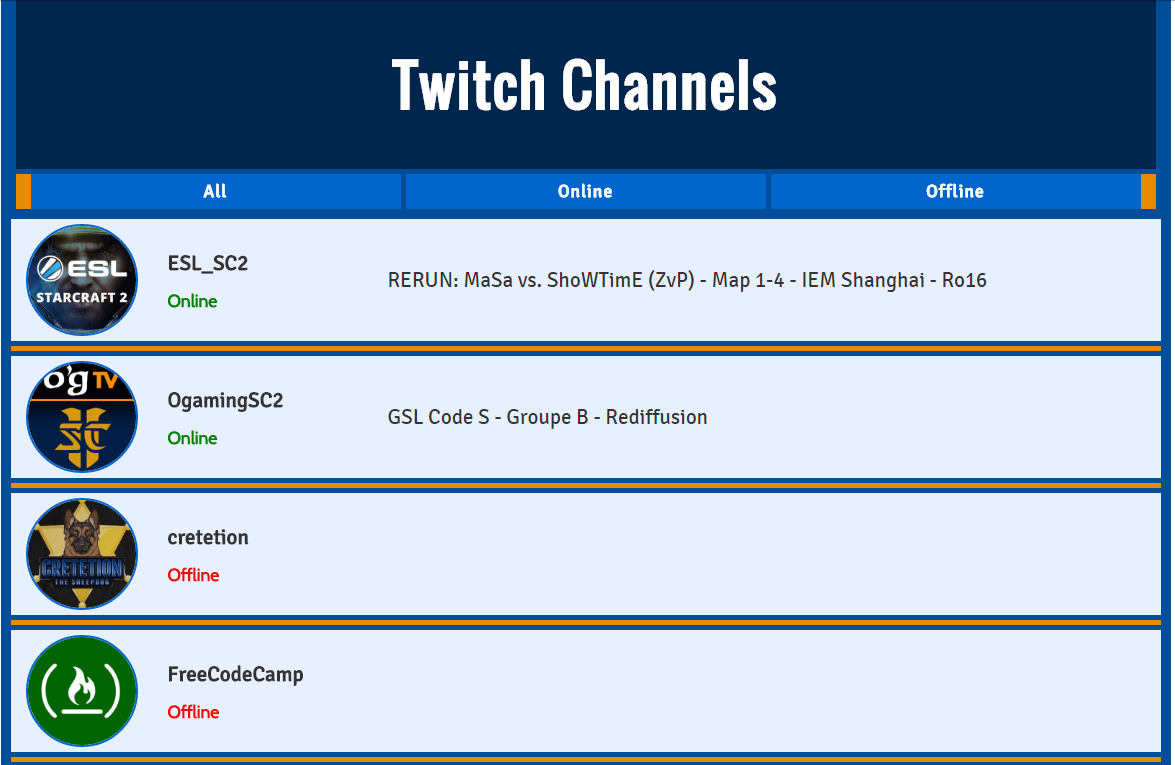 Twitch Channels
All Online Offline
ESL
STARCRAFT 2
ESL_SC2
Online
RERUN: MaSa vs. ShoWTimE (ZvP) - Map 1-4 - IEM Shanghai - Ro16
o'g TV
SC
OgamingSC2
Online
GSL Code S - Groupe B - Rediffusion
CRETETION
THE SHEEPDOG
cretetion
Offline
FreeCodeCamp
Offline